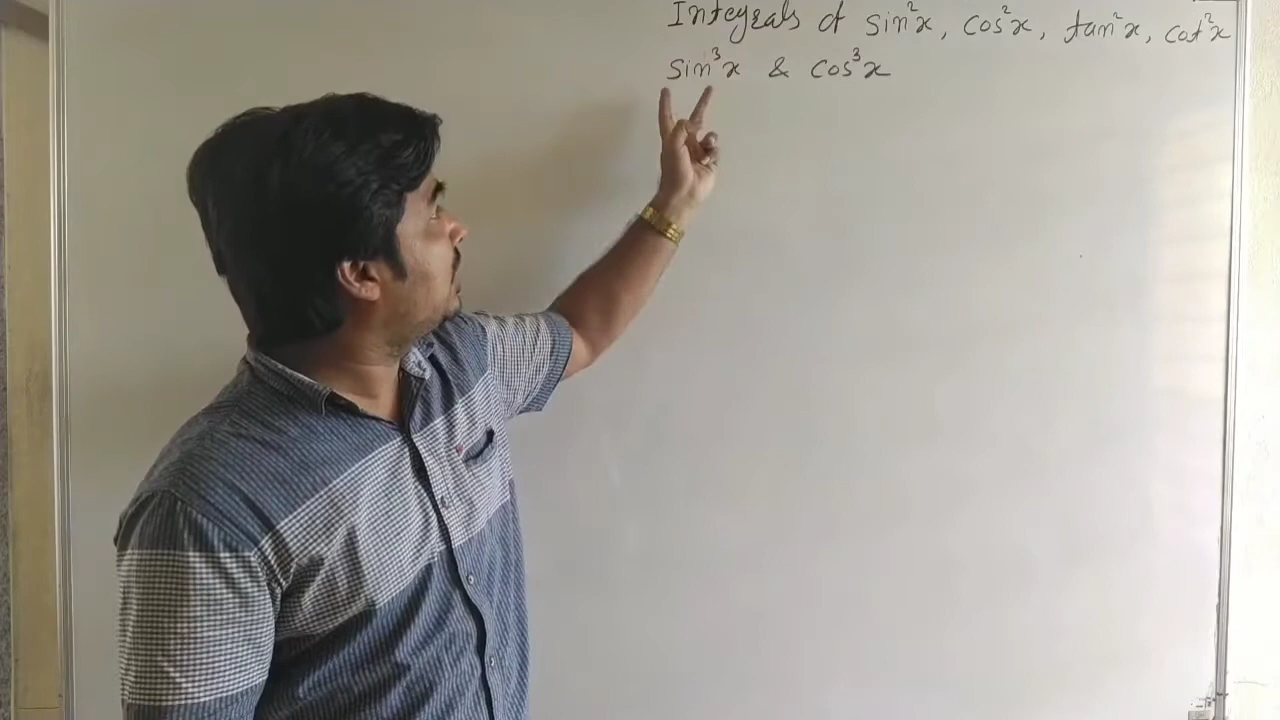 Integrals of sin²x, cos²x, tan²x, cot²x
sin³x & cos³x